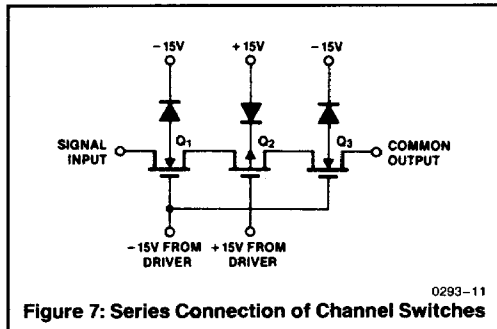 −15V +15V −15V
Q1 Q2 Q3
SIGNAL INPUT
COMMON OUTPUT
−15V FROM DRIVER
+15V FROM DRIVER
0293–11
Figure 7: Series Connection of Channel Switches